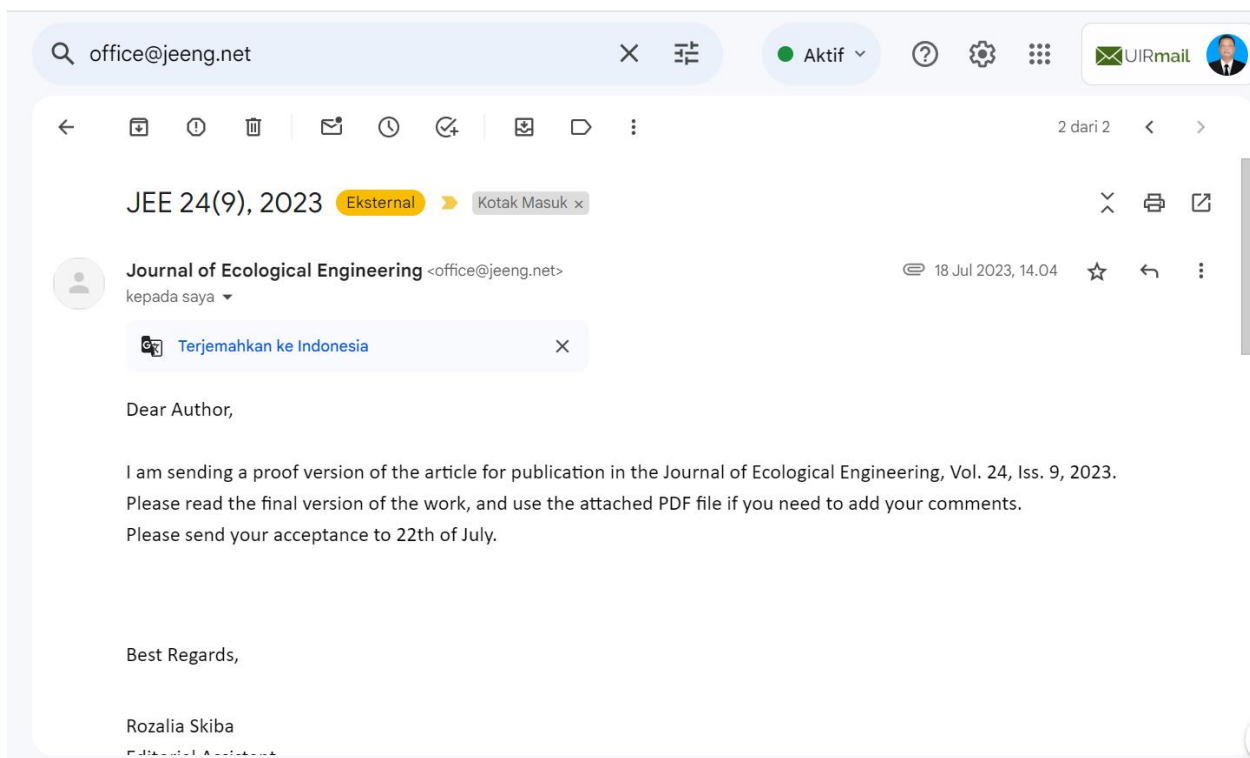 office@jeeng.net
Aktif
UIRmail
2 dari 2
JEE 24(9), 2023 Eksternal Kotak Masuk ×
Journal of Ecological Engineering <office@jeeng.net>
18 Jul 2023, 14.04
kepada saya
Terjemahkan ke Indonesia
Dear Author,
I am sending a proof version of the article for publication in the Journal of Ecological Engineering, Vol. 24, Iss. 9, 2023.
Please read the final version of the work, and use the attached PDF file if you need to add your comments.
Please send your acceptance to 22th of July.
Best Regards,
Rozalia Skiba
Editorial Assistant